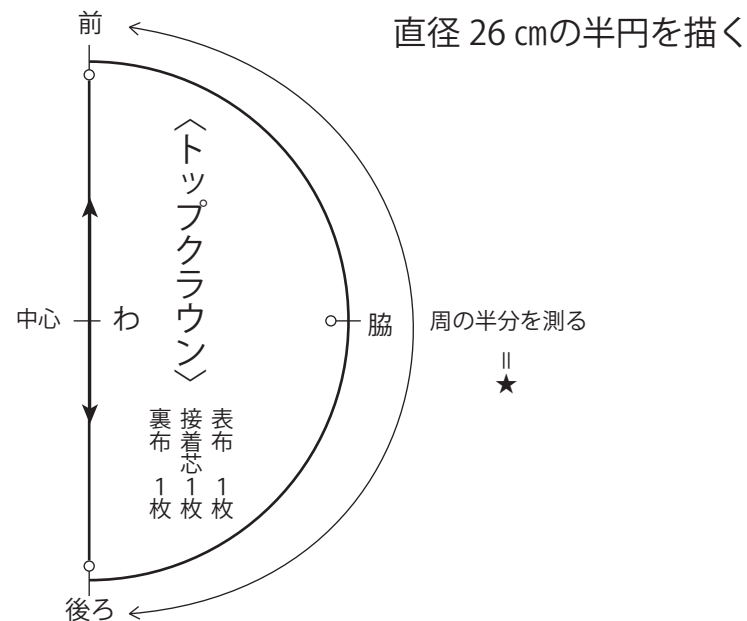 直径 26 ㎝の半円を描く
前
〈トップクラウン〉
中心
わ
脇
周の半分を測る
＝
★
表布　1枚
接着芯 1枚
裏布　1枚
後ろ